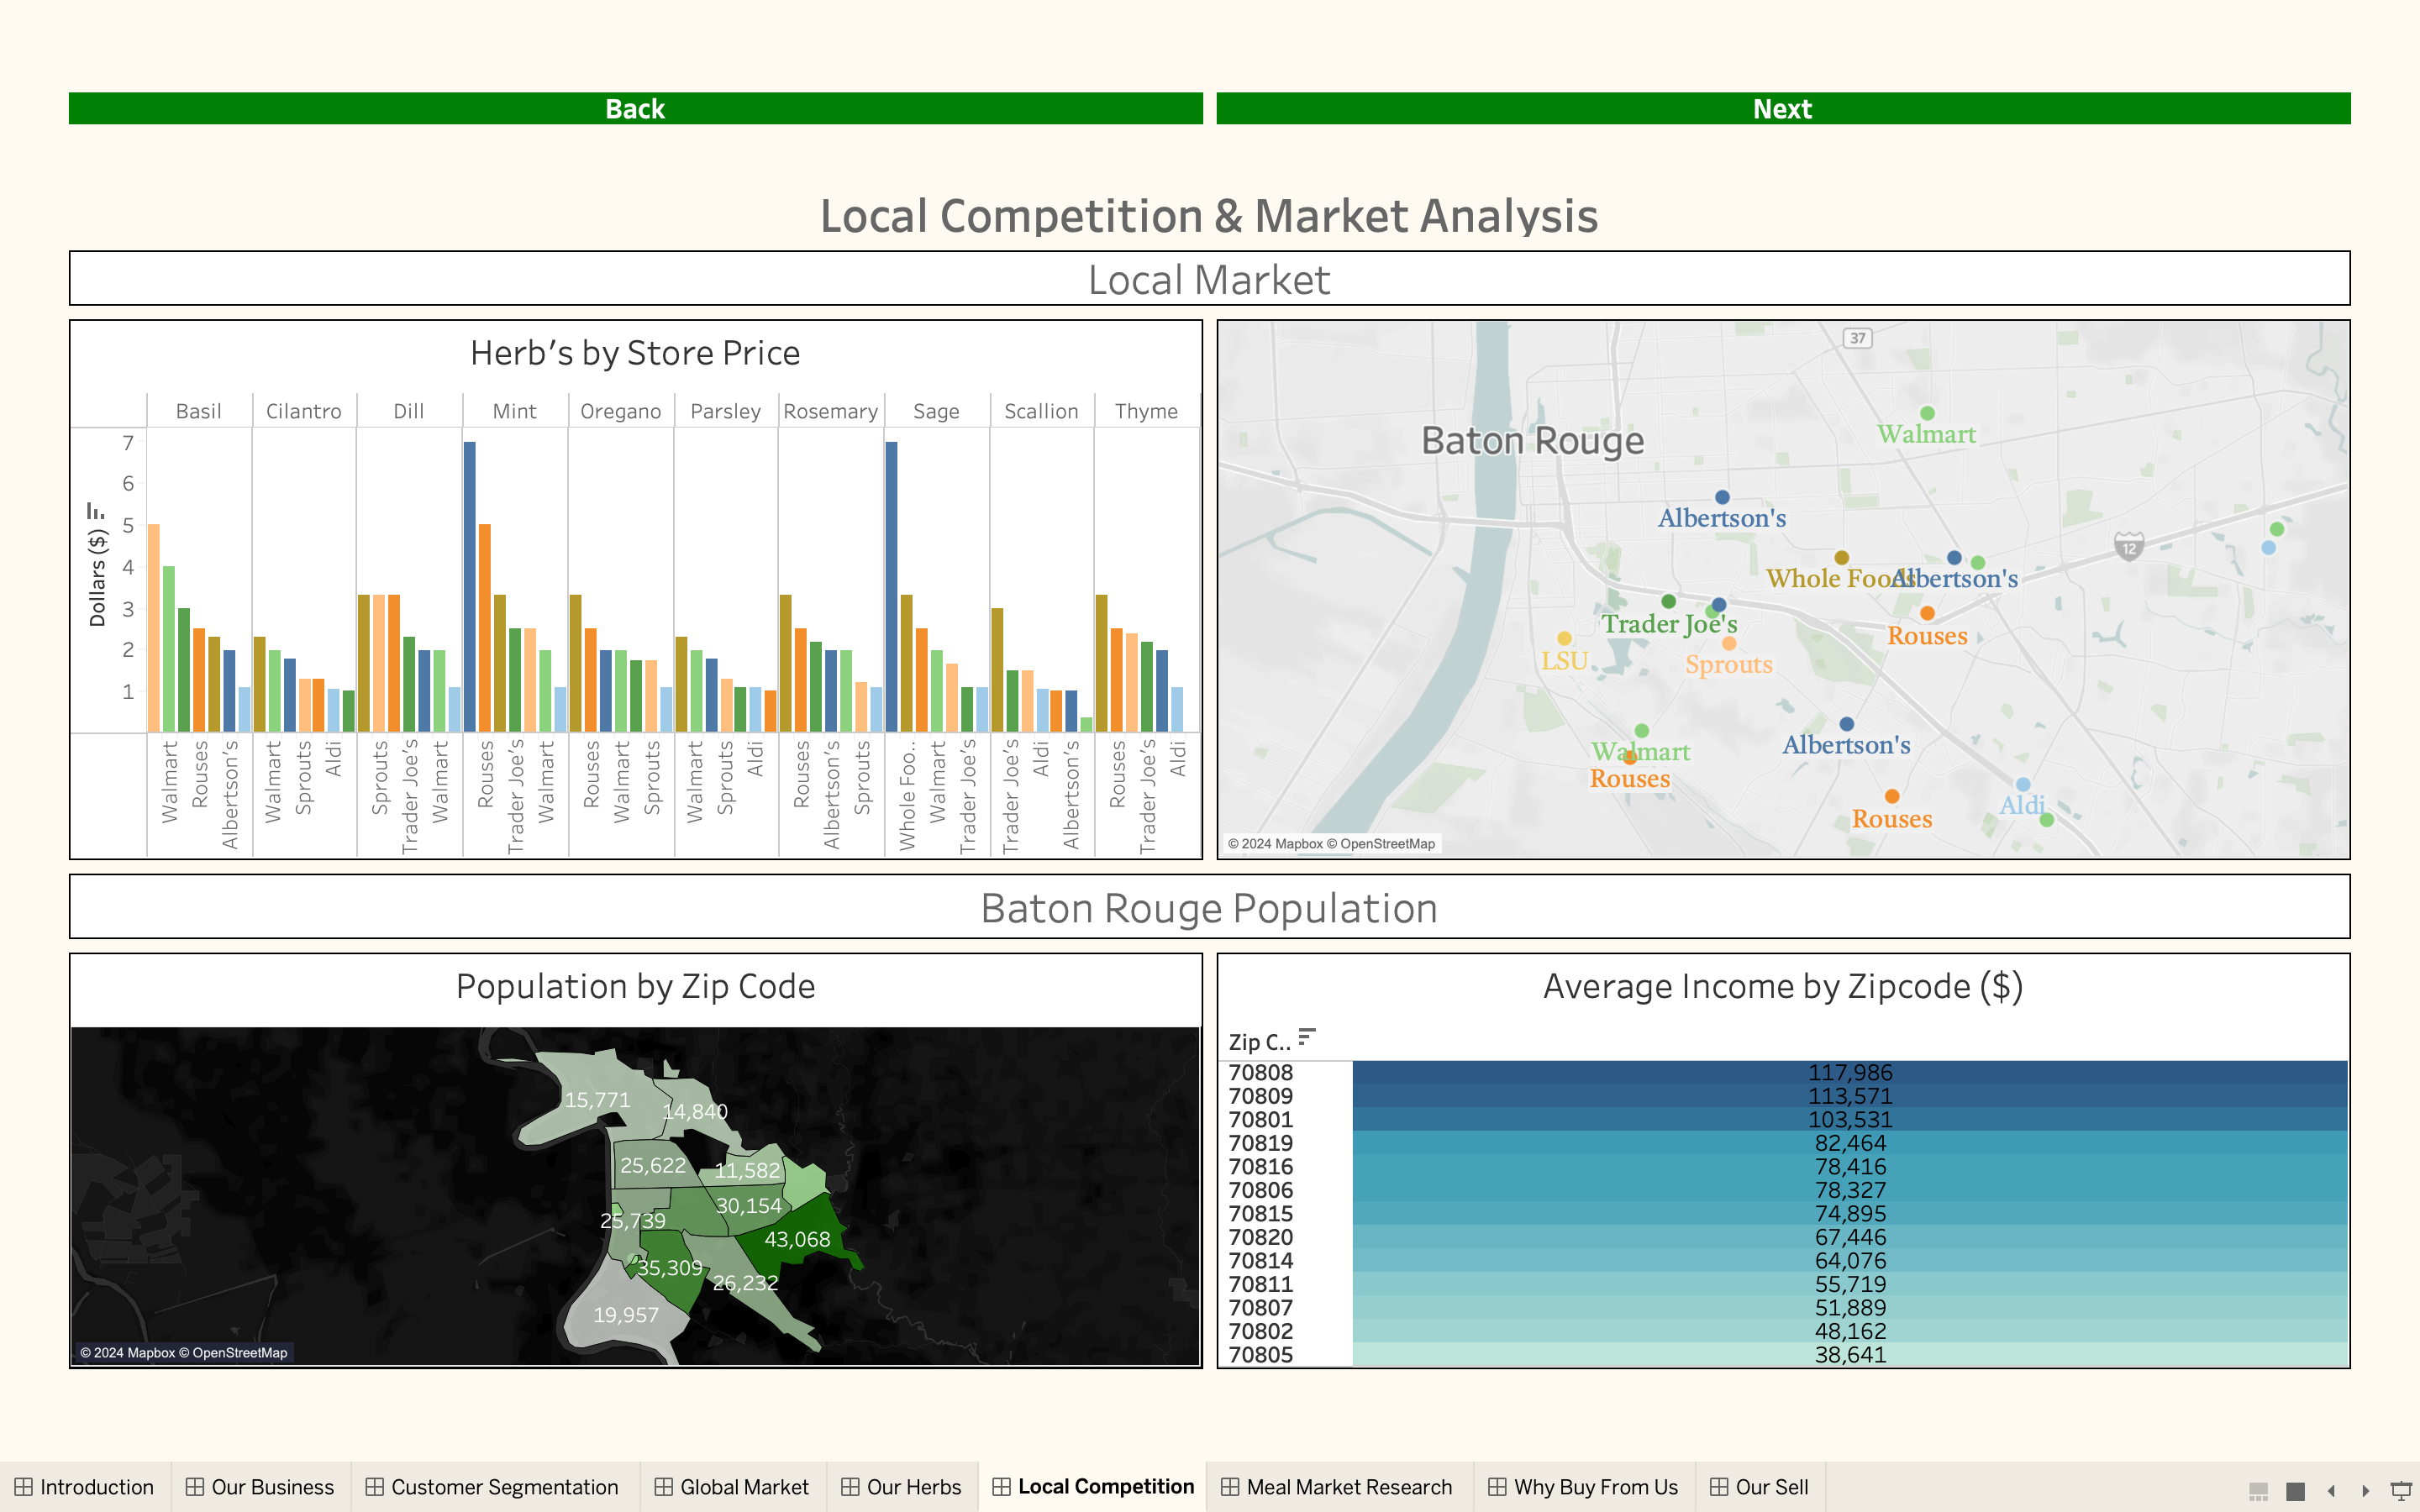 Back
Next
Local Competition & Market Analysis
Local Market
Herb's by Store Price
Basil Cilantro Dill Mint Oregano Parsley Rosemary Sage Scallion Thyme
Dollars ($)
7
6
5
4
3
2
1
Walmart
Rouses
Albertson's
Walmart
Sprouts
Aldi
Sprouts
Trader Joe's
Walmart
Rouses
Trader Joe's
Walmart
Rouses
Walmart
Sprouts
Walmart
Sprouts
Aldi
Rouses
Albertson's
Sprouts
Whole Foo..
Walmart
Trader Joe's
Trader Joe's
Aldi
Albertson's
Rouses
Trader Joe's
Aldi
37
Walmart
Baton Rouge
Albertson's
12
Whole Foods
Albertson's
Trader Joe's
Rouses
LSU
Sprouts
Walmart
Albertson's
Rouses
Aldi
Rouses
© 2024 Mapbox © OpenStreetMap
Baton Rouge Population
Population by Zip Code
15,771
14,840
25,622
11,582
30,154
25,739
43,068
35,309
26,232
19,957
© 2024 Mapbox © OpenStreetMap
Average Income by Zipcode ($)
Zip C..
70808 117,986
70809 113,571
70801 103,531
70819 82,464
70816 78,416
70806 78,327
70815 74,895
70820 67,446
70814 64,076
70811 55,719
70807 51,889
70802 48,162
70805 38,641
Introduction Our Business Customer Segmentation Global Market Our Herbs Local Competition Meal Market Research Why Buy From Us Our Sell